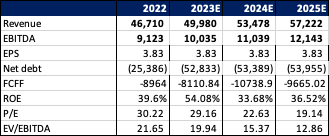 2022 2023E 2024E 2025E
Revenue 46,710 49,980 53,478 57,222
EBITDA 9,123 10,035 11,039 12,143
EPS 3.83 3.83 3.83 3.83
Net debt (25,386) (52,833) (53,389) (53,955)
FCFF -8964 -8110.84 -10738.9 -9665.02
ROE 39.6% 54.08% 33.68% 36.52%
P/E 30.22 29.16 22.63 19.14
EV/EBITDA 21.65 19.94 15.37 12.86